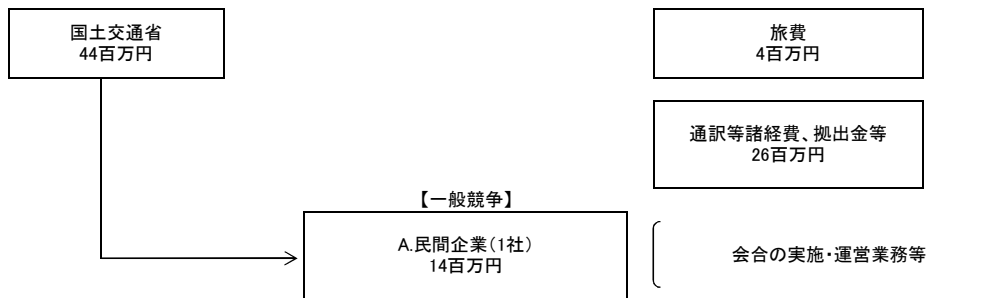 国土交通省
44百万円
旅費
4百万円
通訳等諸経費、拠出金等
26百万円
【一般競争】
A.民間企業（1社）
14百万円
会合の実施・運営業務等